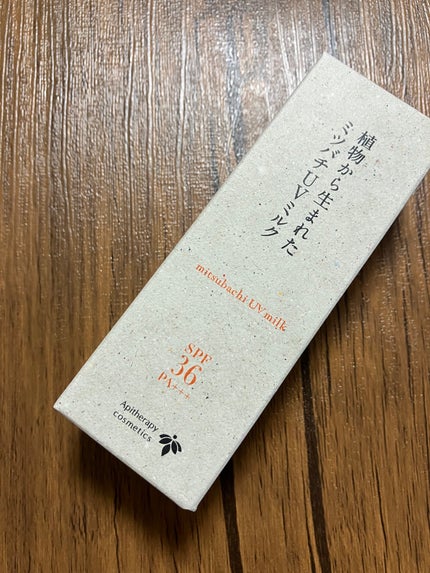 植物から生まれた
ミツバチUVミルク
mitsubachi UV milk
SPF
36
PA+++
Apitherapy
cosmetics